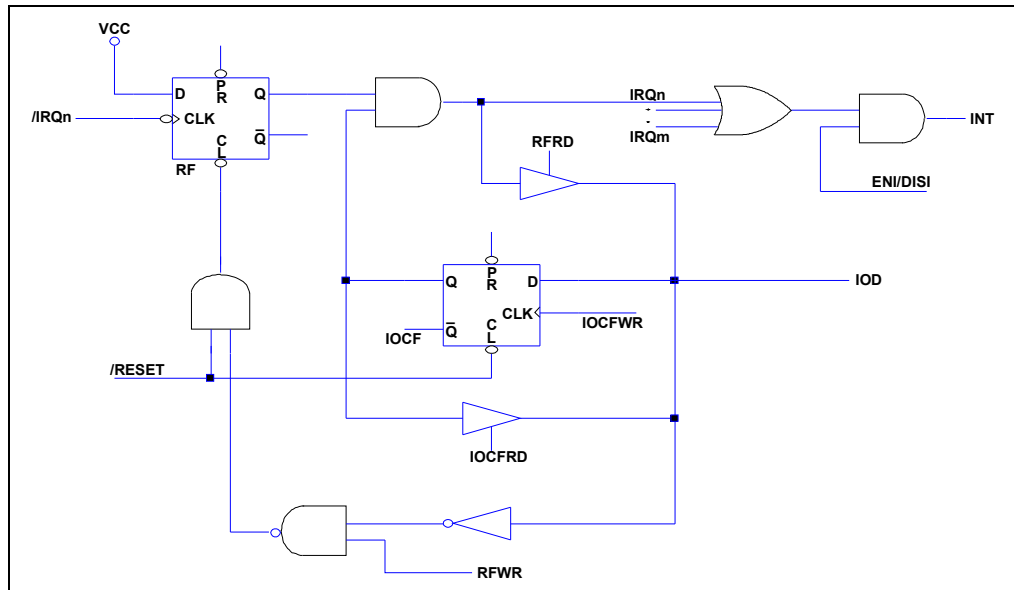 VCC
/IRQn
D
P
R
Q
CLK
C
L
Q̅
RF
IRQn
IRQm
INT
RFRD
ENI/DISI
Q
P
R
D
IOD
CLK
IOCF
Q̅
C
L
IOCFWR
/RESET
IOCFRD
RFWR